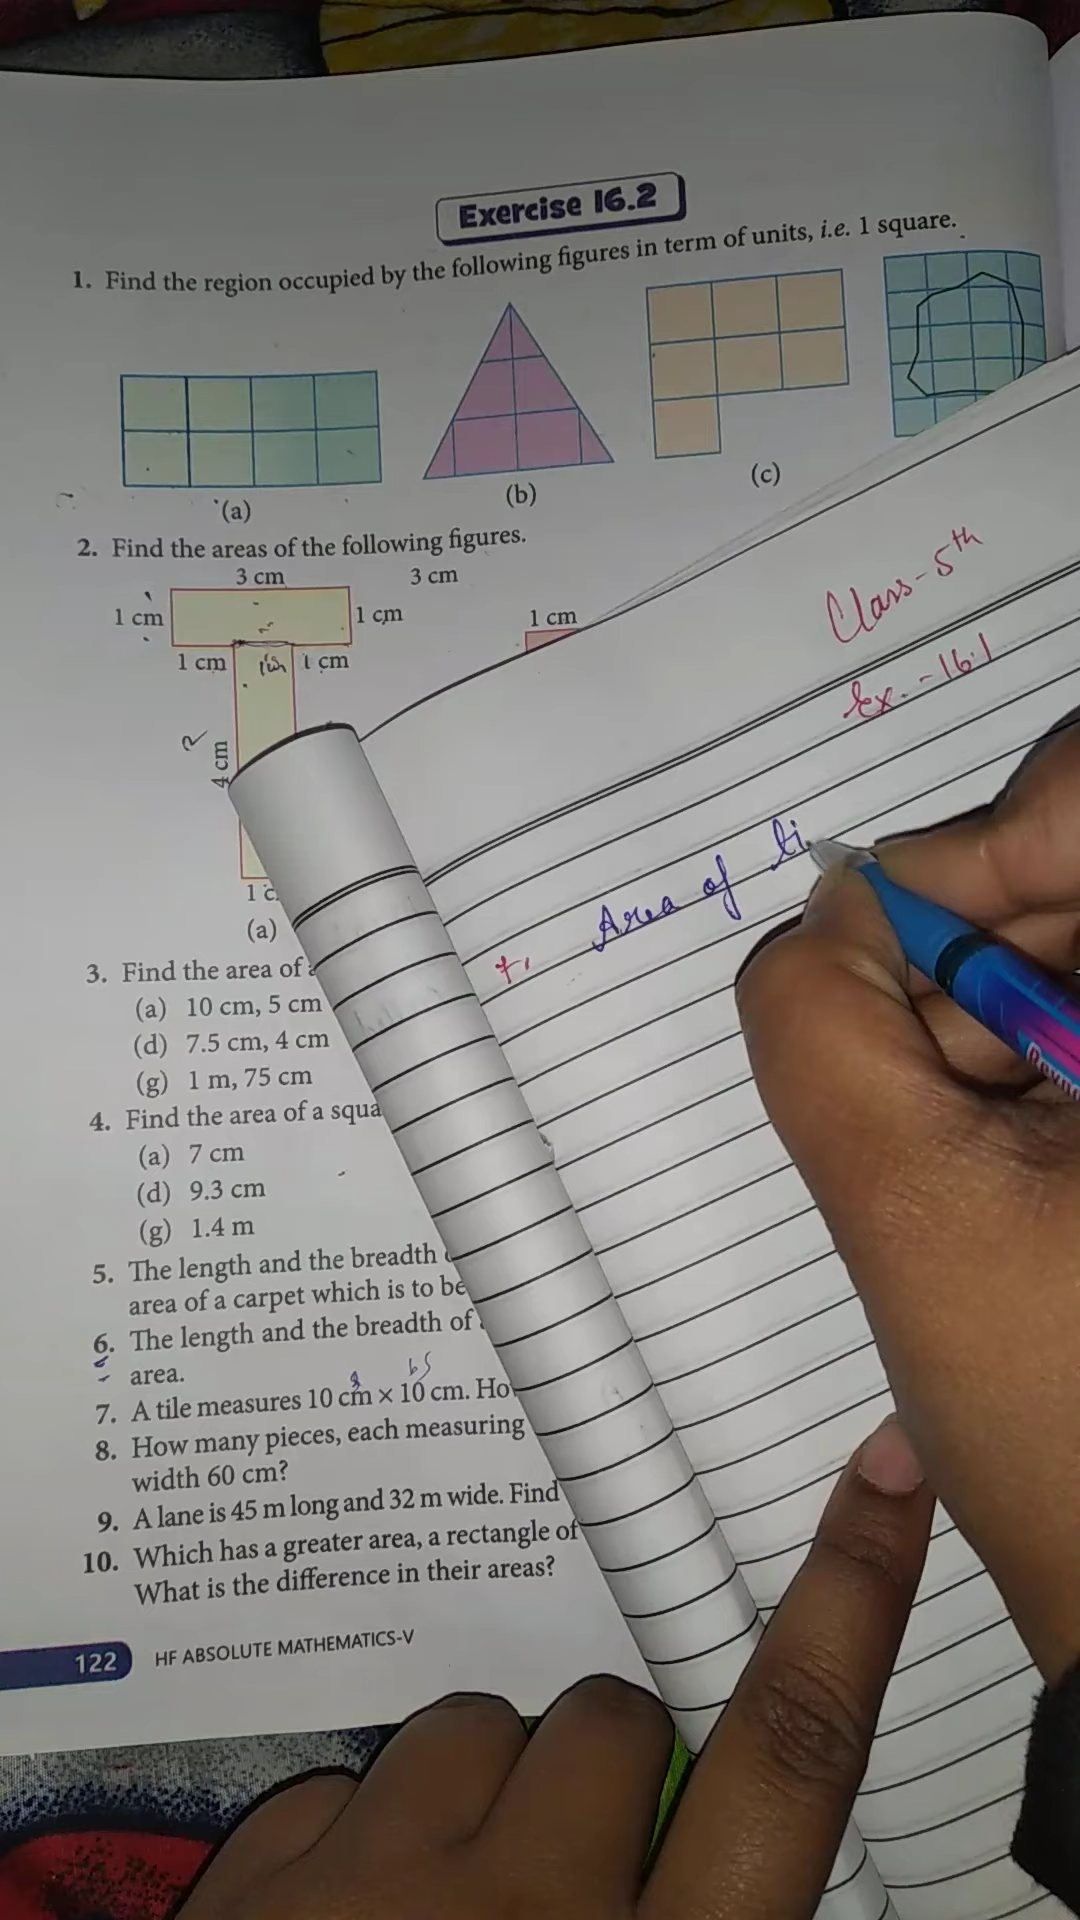 Exercise 16.2
1. Find the region occupied by the following figures in term of units, i.e. 1 square.
(a)
(b)
(c)
2. Find the areas of the following figures.
3 cm
3 cm
1 cm
1 cm
1 cm
1 cm
1 cm
4 cm
(a)
3. Find the area of
(a) 10 cm, 5 cm
(d) 7.5 cm, 4 cm
(g) 1 m, 75 cm
4. Find the area of a squa
(a) 7 cm
(d) 9.3 cm
(g) 1.4 m
5. The length and the breadth
area of a carpet which is to be
6. The length and the breadth of
area.
7. A tile measures 10 cm × 10 cm. Ho
8. How many pieces, each measuring
width 60 cm?
9. A lane is 45 m long and 32 m wide. Find
10. Which has a greater area, a rectangle of
What is the difference in their areas?
122 HF ABSOLUTE MATHEMATICS-V
Class - 5th
Ex. - 16.1
7. Area of ti